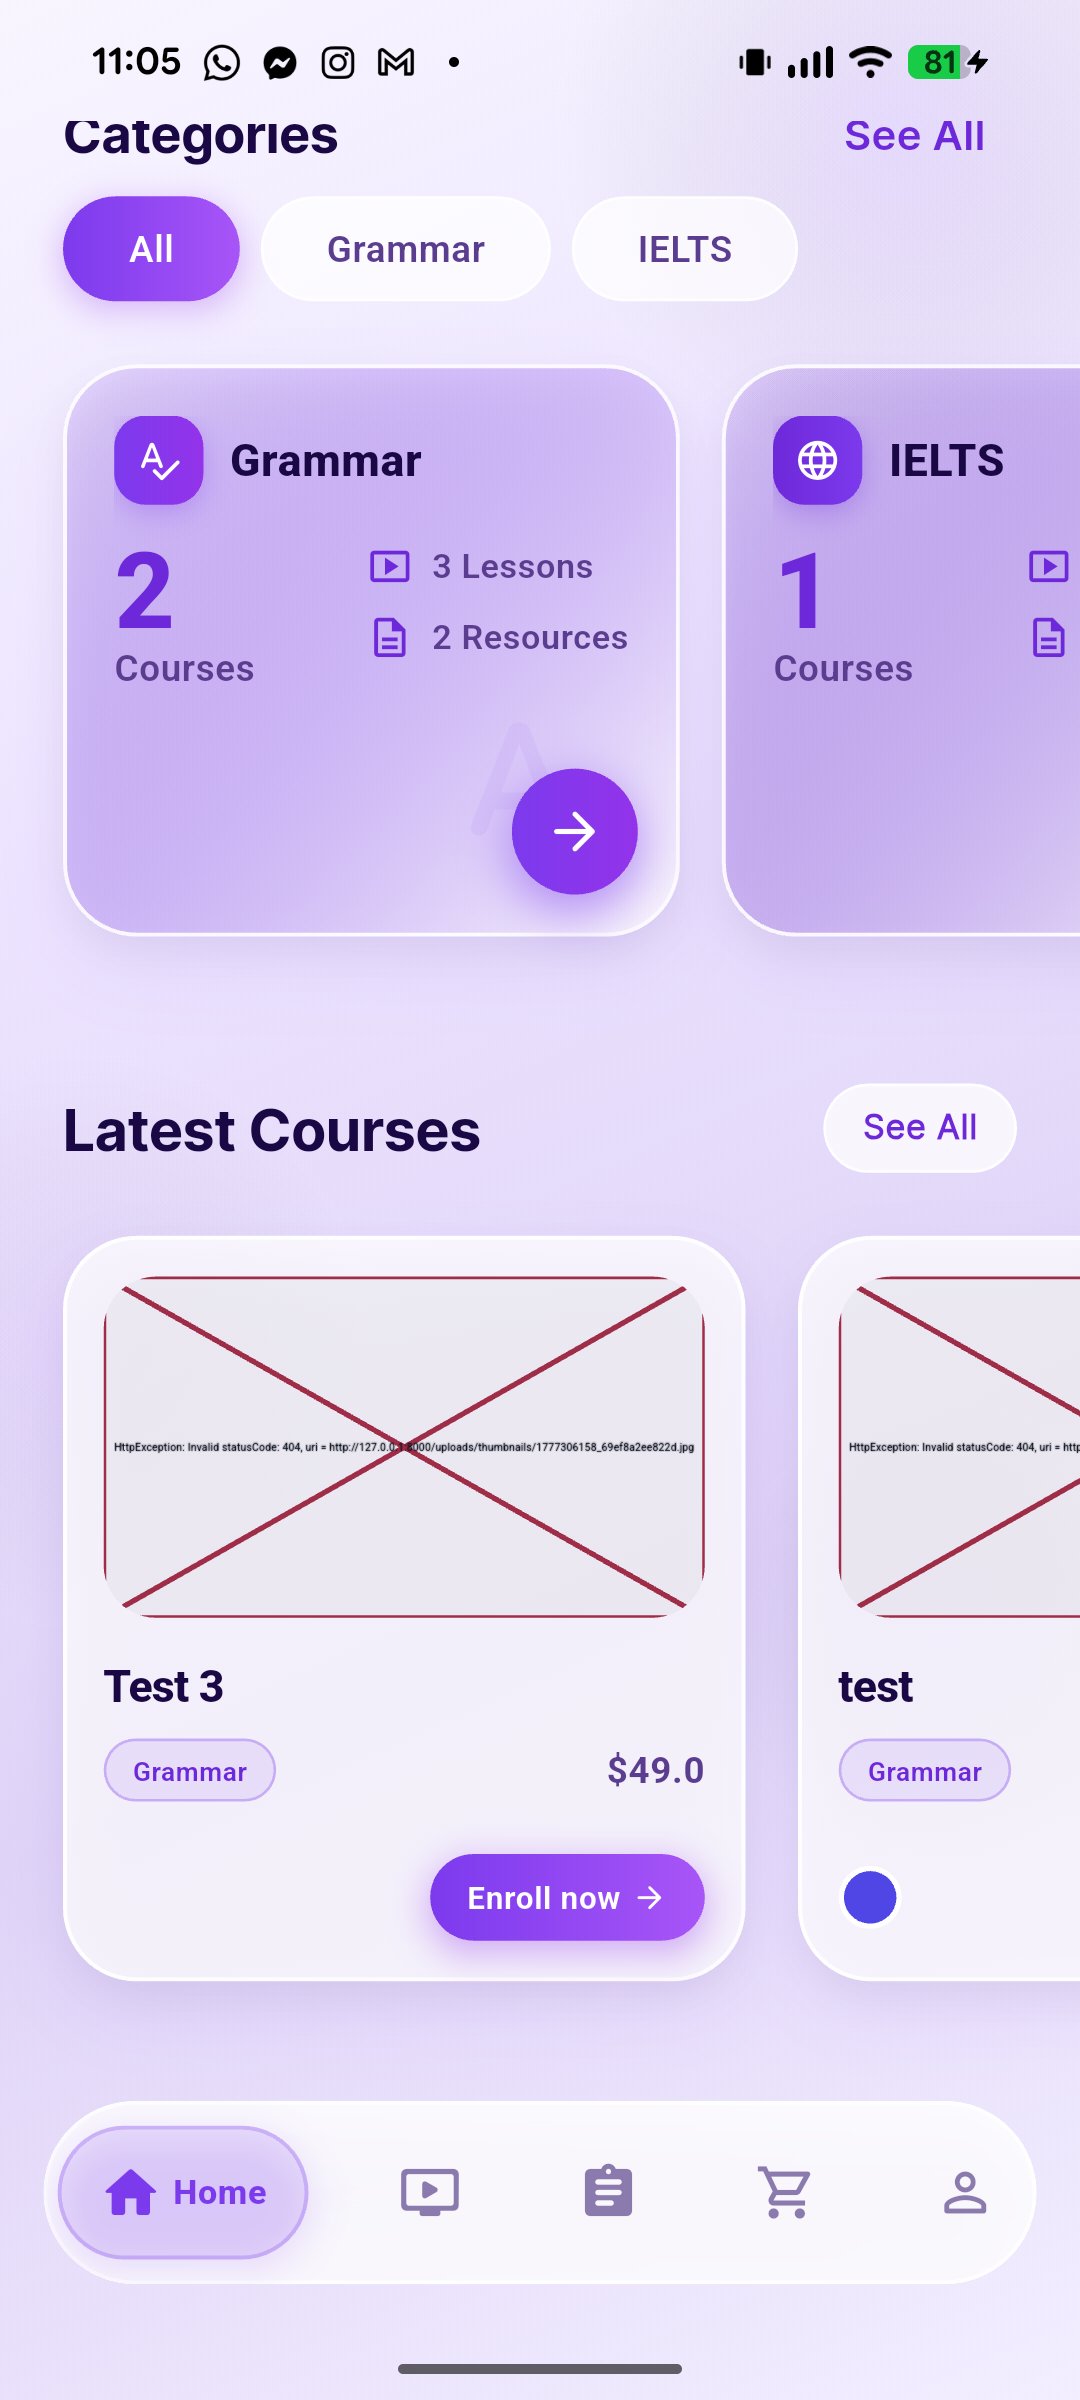 11:05
81
Categories
See All
All
Grammar
IELTS
Grammar
IELTS
2
Courses
3 Lessons
2 Resources
1
Courses
Latest Courses
See All
HttpException: Invalid statusCode: 404, uri = http://127.0.0.1:8000/uploads/thumbnails/1777306158_69ef8a2ee822d.jpg
HttpException: Invalid statusCode: 404, uri = http
Test 3
Grammar
$49.0
Enroll now
test
Grammar
Home